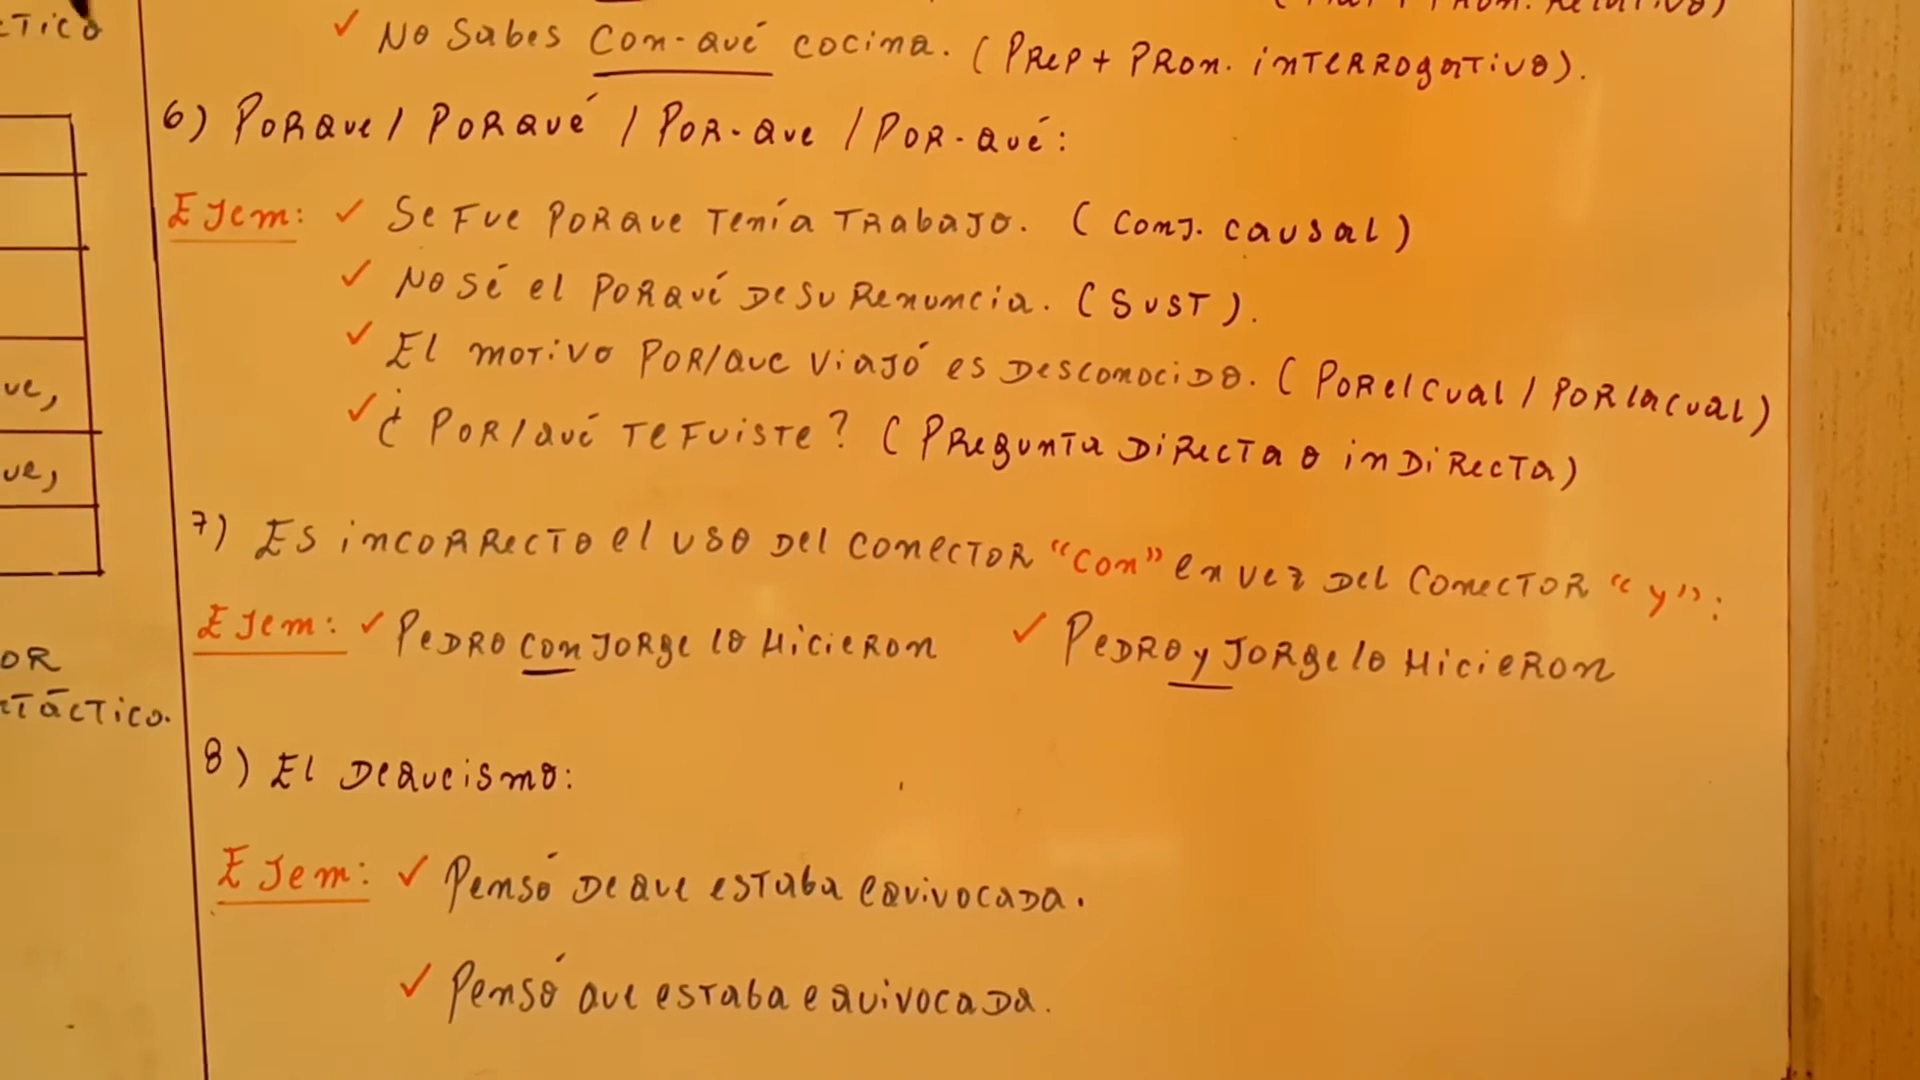 ✓ No sabes con-qué cocina. (Prep + Pron. interrogativo).
6) Porque / Porqué / Por-que / Por-qué:
Ejem: ✓ Se fue porque tenía trabajo. (Conj. causal)
✓ No sé el porqué de su renuncia. (Sust).
✓ El motivo por/que viajó es desconocido. (Por el cual / Por la cual)
✓ ¿Por/qué te fuiste? (Pregunta directa o indirecta)
7) Es incorrecto el uso del conector "con" en vez del conector "y":
Ejem: ✓ Pedro con Jorge lo hicieron ✓ Pedro y Jorge lo hicieron
8) El dequeismo:
Ejem: ✓ Pensó de que estaba equivocada.
✓ Pensó que estaba equivocada.